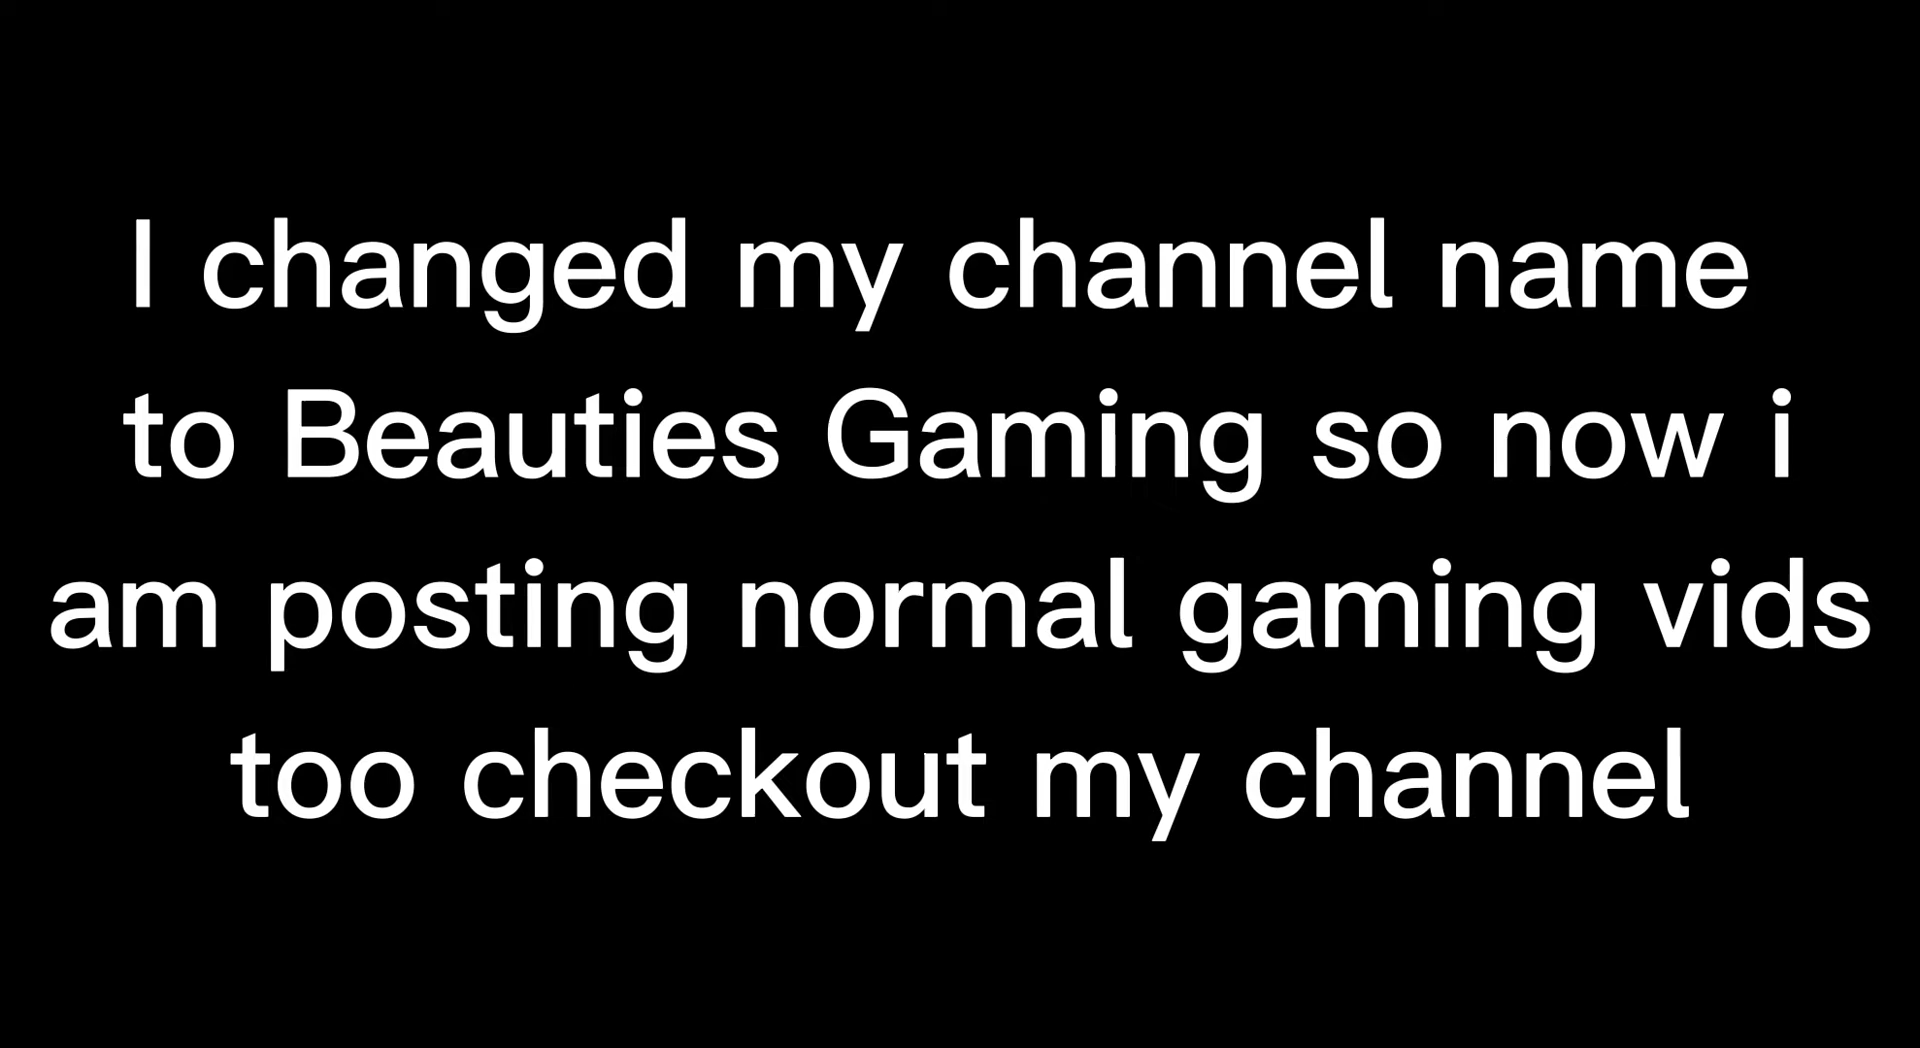 I changed my channel name
to Beauties Gaming so now i
am posting normal gaming vids
too checkout my channel